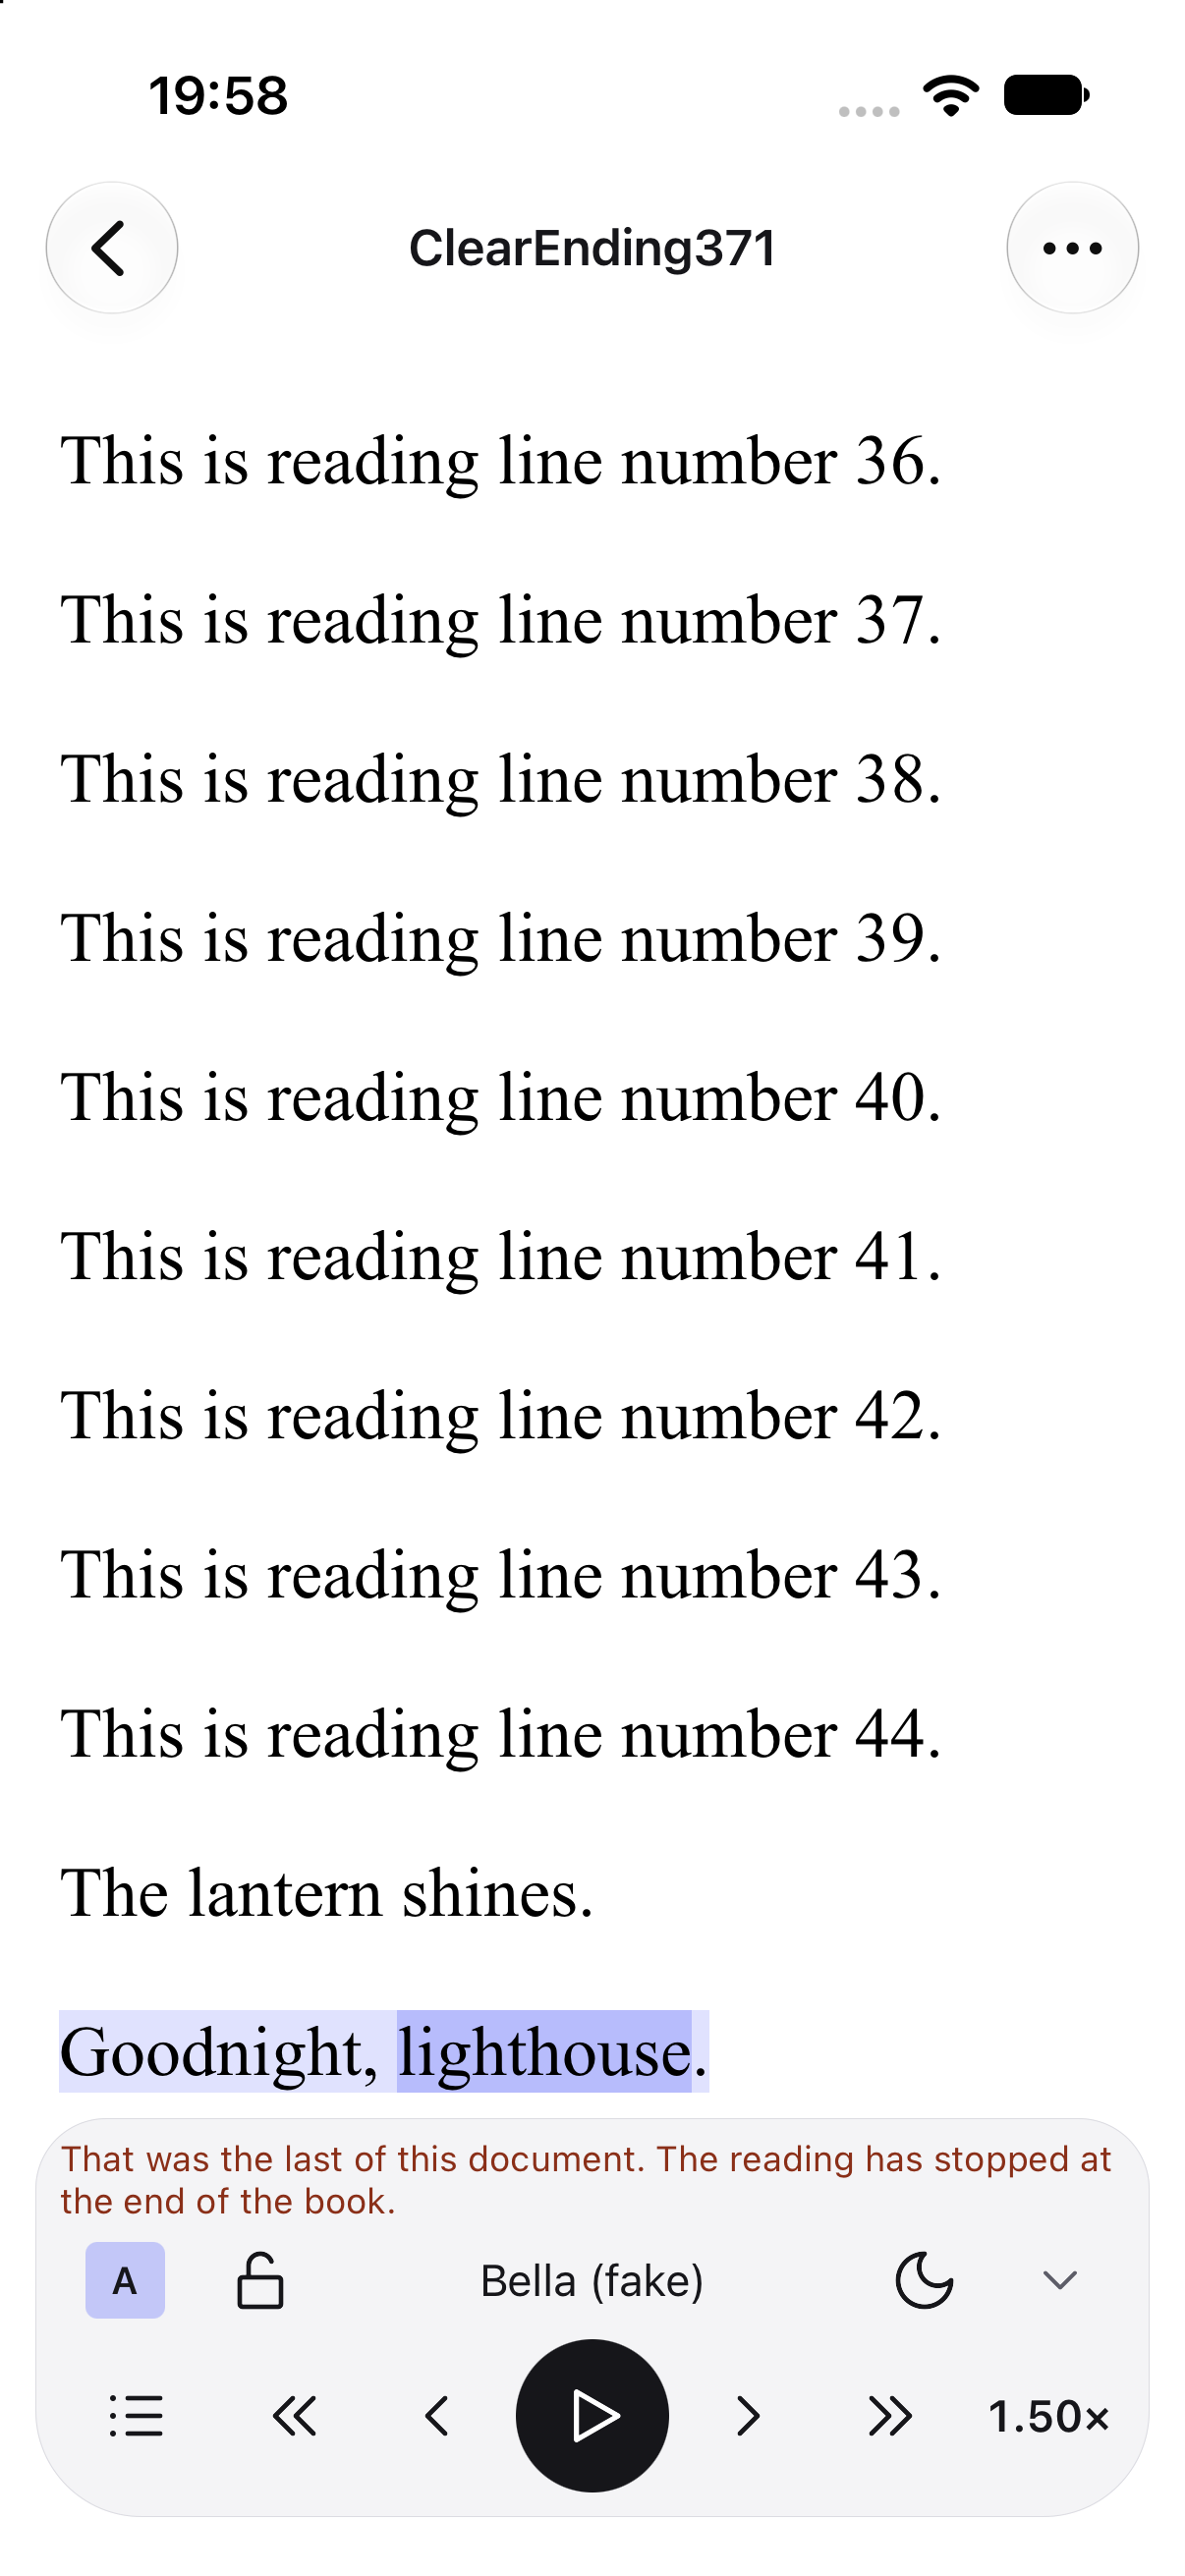 19:58
ClearEnding371
This is reading line number 36.
This is reading line number 37.
This is reading line number 38.
This is reading line number 39.
This is reading line number 40.
This is reading line number 41.
This is reading line number 42.
This is reading line number 43.
This is reading line number 44.
The lantern shines.
Goodnight, lighthouse.
That was the last of this document. The reading has stopped at
the end of the book.
A
Bella (fake)
1.50×